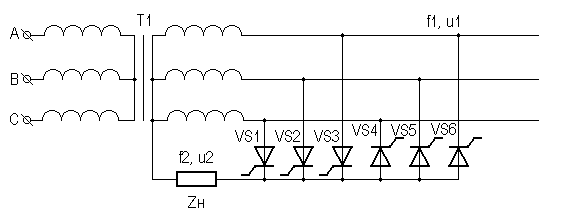 T1
f1, u1
A
B
C
VS1 VS2 VS3 VS4 VS5 VS6
f2, u2
Zн